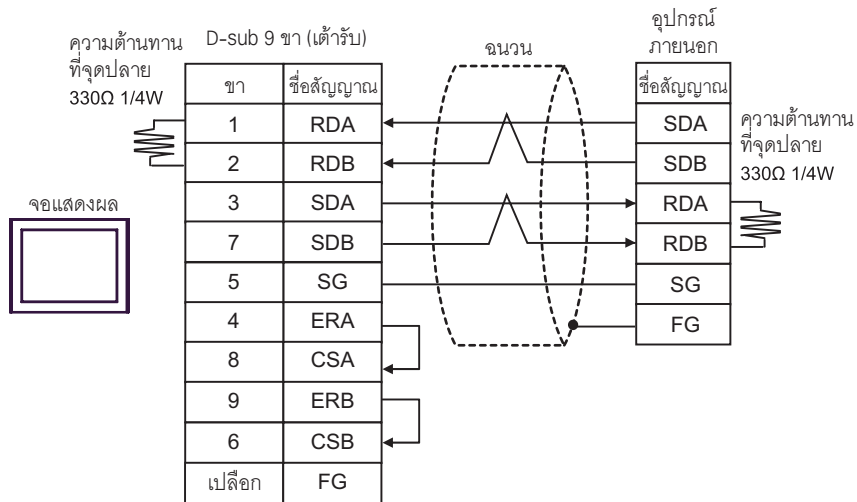 ความต้านทาน
ที่จุดปลาย
330Ω 1/4W
D-sub 9 ขา (เต้ารับ)
ฉนวน
อุปกรณ์
ภายนอก
ขา ชื่อสัญญาณ
1 RDA
2 RDB
3 SDA
7 SDB
5 SG
4 ERA
8 CSA
9 ERB
6 CSB
เปลือก FG
ชื่อสัญญาณ
SDA
SDB
RDA
RDB
SG
FG
ความต้านทาน
ที่จุดปลาย
330Ω 1/4W
จอแสดงผล